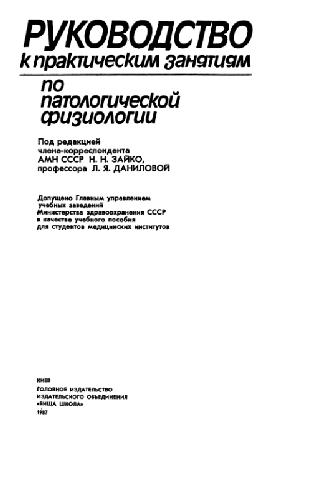 РУКОВОДСТВО
к практическим занятиям
по
патологической
физиологии
Под редакцией
члена-корреспондента
АМН СССР Н. Н. ЗАЙКО,
профессора Л. Я. ДАНИЛОВОЙ
Допущено Главным управлением
учебных заведений
Министерства здравоохранения СССР
в качестве учебного пособия
для студентов медицинских институтов
КИЕВ
ГОЛОВНОЕ ИЗДАТЕЛЬСТВО
ИЗДАТЕЛЬСКОГО ОБЪЕДИНЕНИЯ
«ВИЩА ШКОЛА»
1987